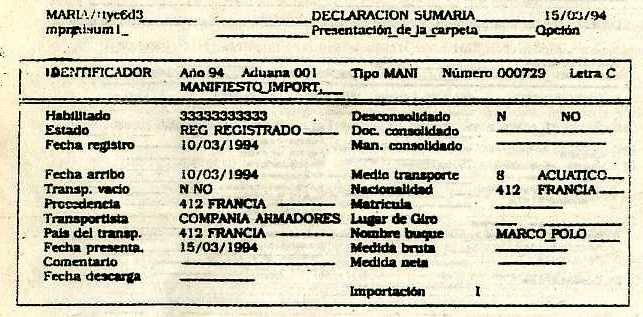 MARIA/ttyc6d3 DECLARACION SUMARIA 15/03/94
mprgtsum1 Presentación de la carpeta Opción
IDENTIFICADOR Año 94 Aduana 001 Tipo MANI Número 000729 Letra C
MANIFIESTO IMPORT.
Habilitado 33333333333 Desconsolidado N NO
Estado REG REGISTRADO Doc. consolidado
Fecha registro 10/03/1994 Man. consolidado
Fecha arribo 10/03/1994 Medio transporte 8 ACUATICO
Transp. vacio N NO Nacionalidad 412 FRANCIA
Procedencia 412 FRANCIA Matricula
Transportista COMPANIA ARMADORES Lugar de Giro
Pais del transp. 412 FRANCIA Nombre buque MARCO POLO
Fecha presenta. 15/03/1994 Medida bruta
Comentario Medida neta
Fecha descarga
Importación I